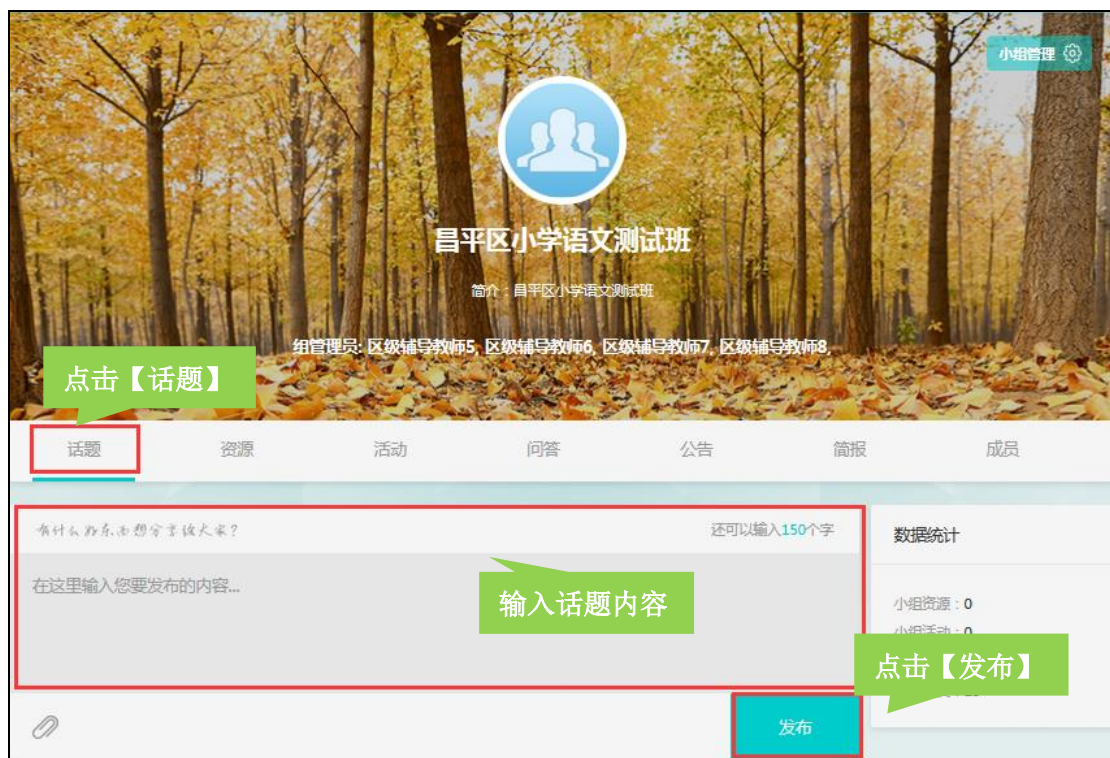 小组管理
昌平区小学语文测试班
简介：昌平区小学语文测试班
组管理员: 区级辅导教师5, 区级辅导教师6, 区级辅导教师7, 区级辅导教师8,
点击【话题】
话题 资源 活动 问答 公告 简报 成员
有什么好东西想分享给大家？ 还可以输入150个字
数据统计
在这里输入您要发布的内容...
输入话题内容
小组资源：0
小组活动：0
点击【发布】
发布